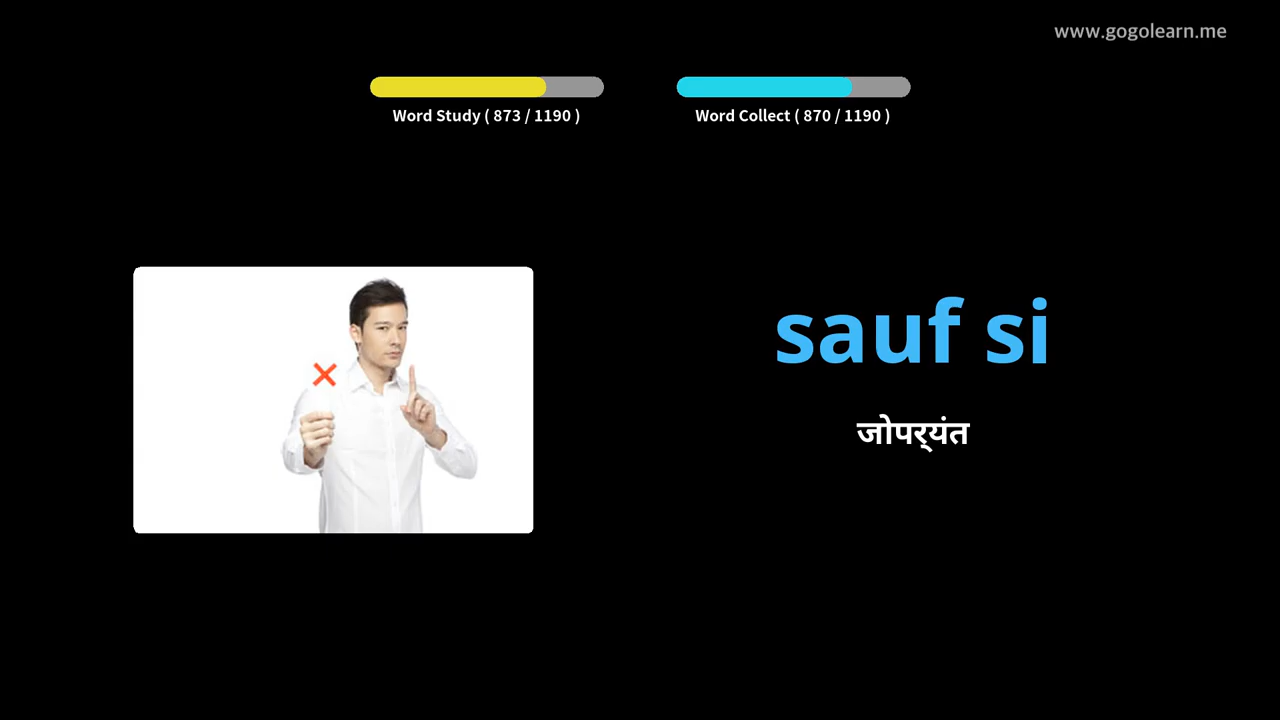 www.gogolearn.me
Word Study ( 873 / 1190 )
Word Collect ( 870 / 1190 )
sauf si
जोपर्यंत